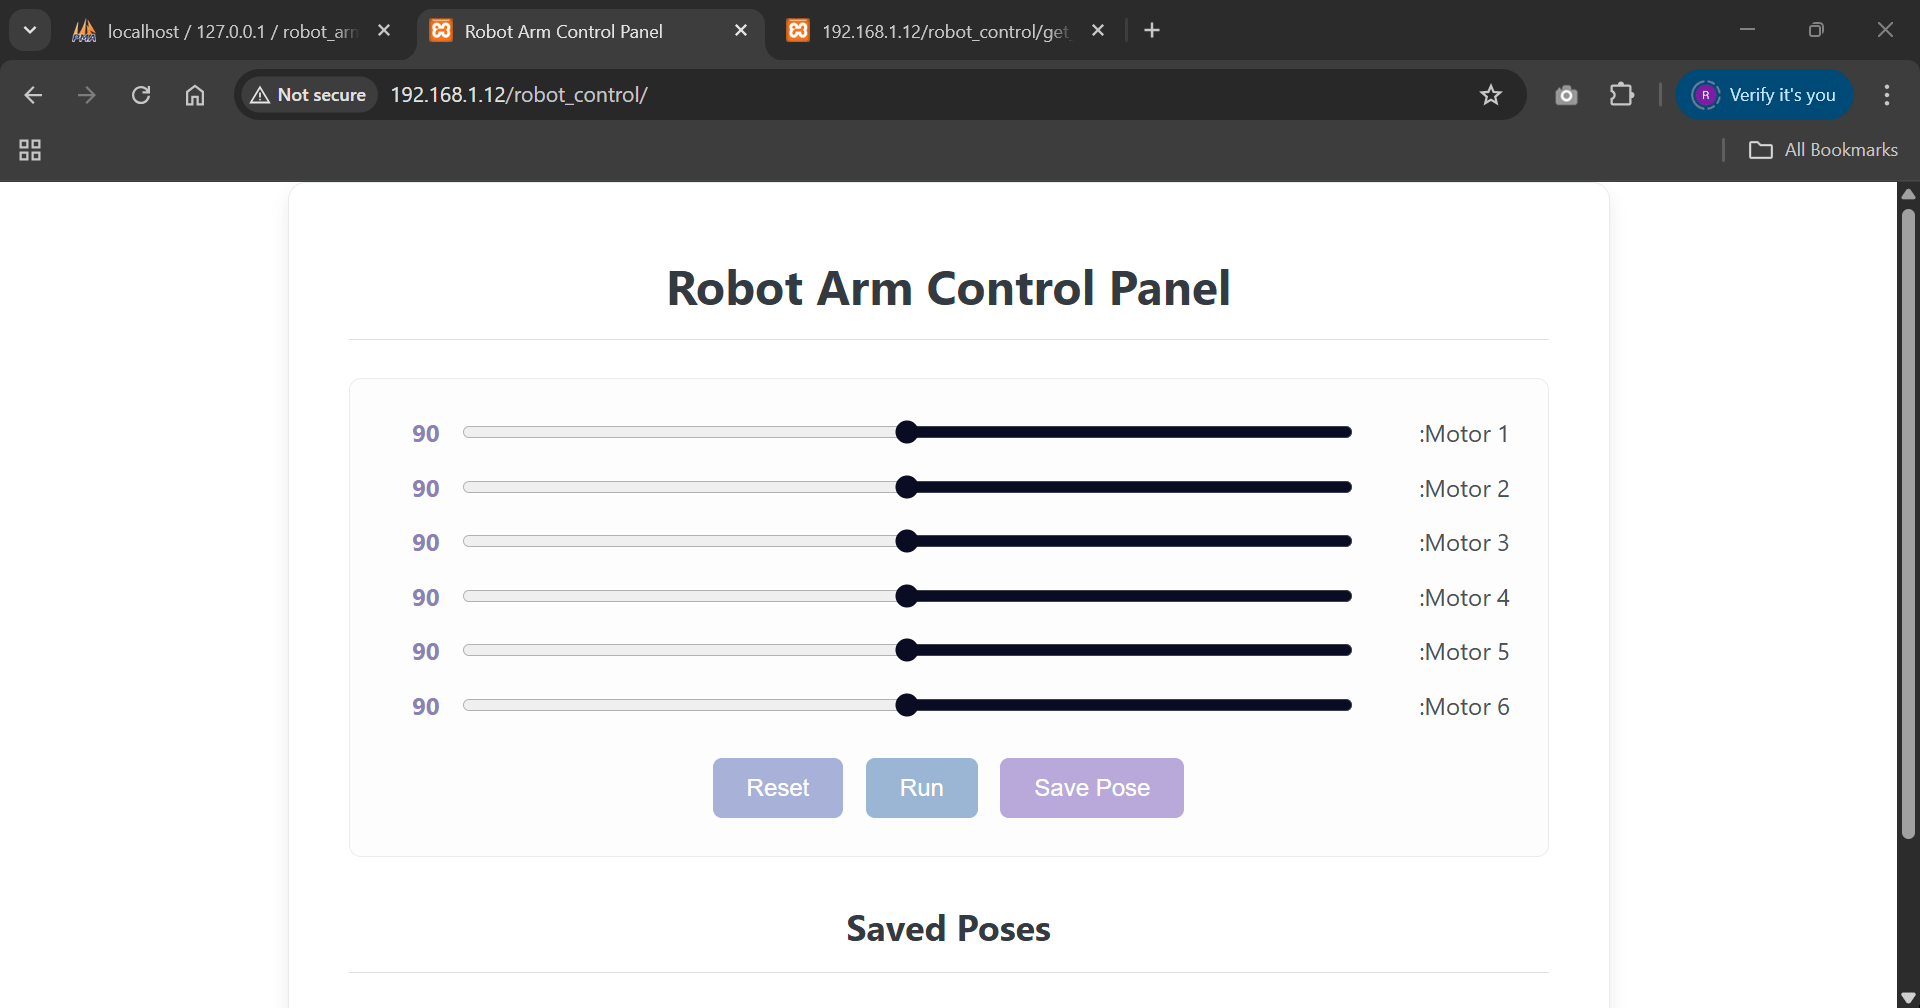 localhost / 127.0.0.1 / robot_arm
Robot Arm Control Panel
192.168.1.12/robot_control/get_
Not secure
192.168.1.12/robot_control/
R
Verify it's you
All Bookmarks
Robot Arm Control Panel
90 :Motor 1
90 :Motor 2
90 :Motor 3
90 :Motor 4
90 :Motor 5
90 :Motor 6
Reset Run Save Pose
Saved Poses